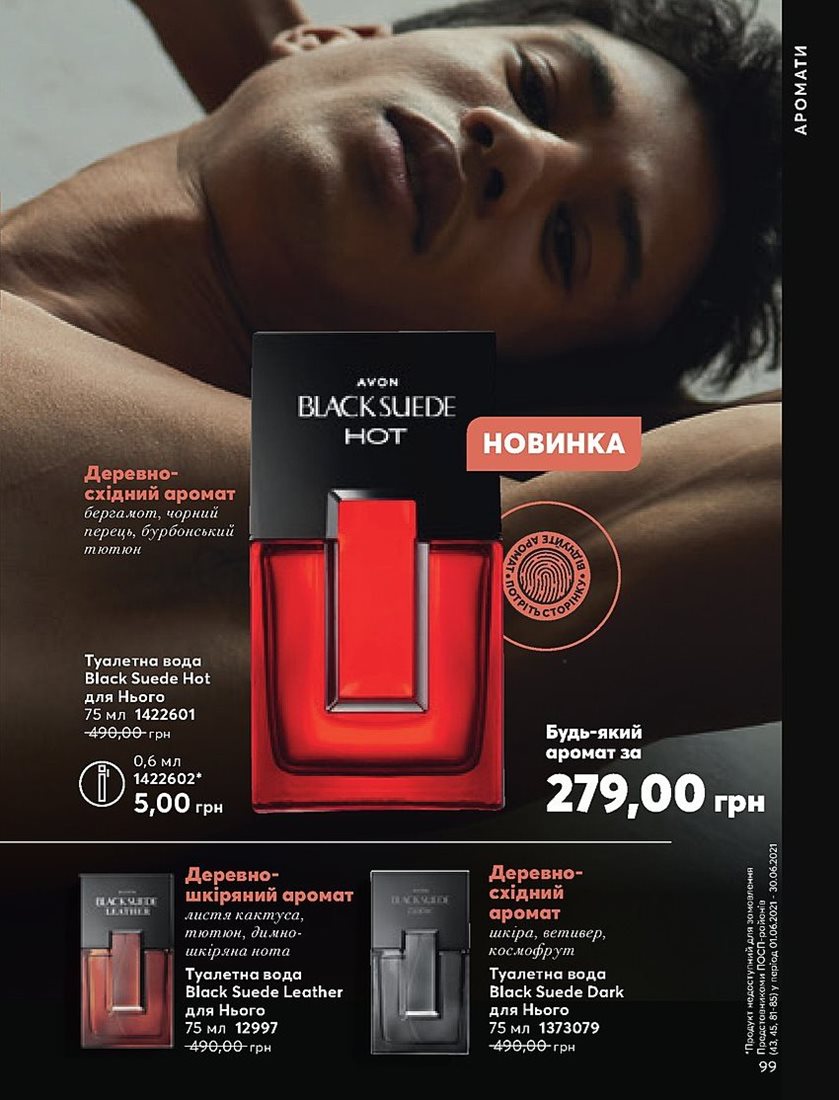 АРОМАТИ
AVON
BLACK SUEDE
HOT
НОВИНКА
Деревно-
східний аромат
бергамот, чорний
перець, бурбонський
тютюн
ВІДЧУЙТЕ АРОМАТ • ПОТРІТЬ СТОРІНКУ •
Туалетна вода
Black Suede Hot
для Нього
75 мл 1422601
490,00 грн
0,6 мл
1422602*
5,00 грн
Будь-який
аромат за
279,00 грн
BLACK SUEDE
LEATHER
Деревно-
шкіряний аромат
листя кактуса,
тютюн, димно-
шкіряна нота
Туалетна вода
Black Suede Leather
для Нього
75 мл 12997
490,00 грн
BLACK SUEDE
Деревно-
східний
аромат
шкіра, ветивер,
космофрут
Туалетна вода
Black Suede Dark
для Нього
75 мл 1373079
490,00 грн
*Продукт недоступний для замовлення
Представниками ПОСП-районів
(43, 45, 81-85) у період 01.06.2021 - 30.06.2021
99